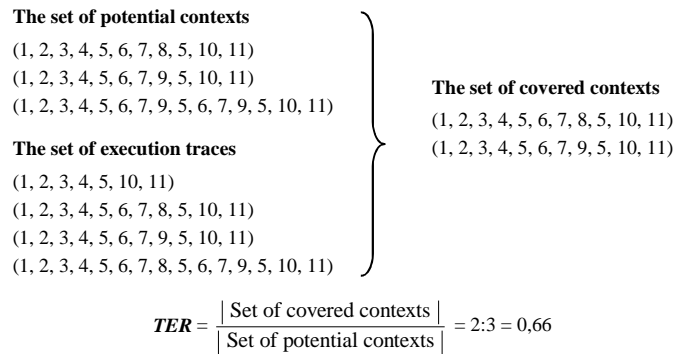 The set of potential contexts
(1, 2, 3, 4, 5, 6, 7, 8, 5, 10, 11)
(1, 2, 3, 4, 5, 6, 7, 9, 5, 10, 11)
(1, 2, 3, 4, 5, 6, 7, 9, 5, 6, 7, 9, 5, 10, 11)
The set of execution traces
(1, 2, 3, 4, 5, 10, 11)
(1, 2, 3, 4, 5, 6, 7, 8, 5, 10, 11)
(1, 2, 3, 4, 5, 6, 7, 9, 5, 10, 11)
(1, 2, 3, 4, 5, 6, 7, 8, 5, 6, 7, 9, 5, 10, 11)
The set of covered contexts
(1, 2, 3, 4, 5, 6, 7, 8, 5, 10, 11)
(1, 2, 3, 4, 5, 6, 7, 9, 5, 10, 11)
TER = | Set of covered contexts | / | Set of potential contexts | = 2:3 = 0,66